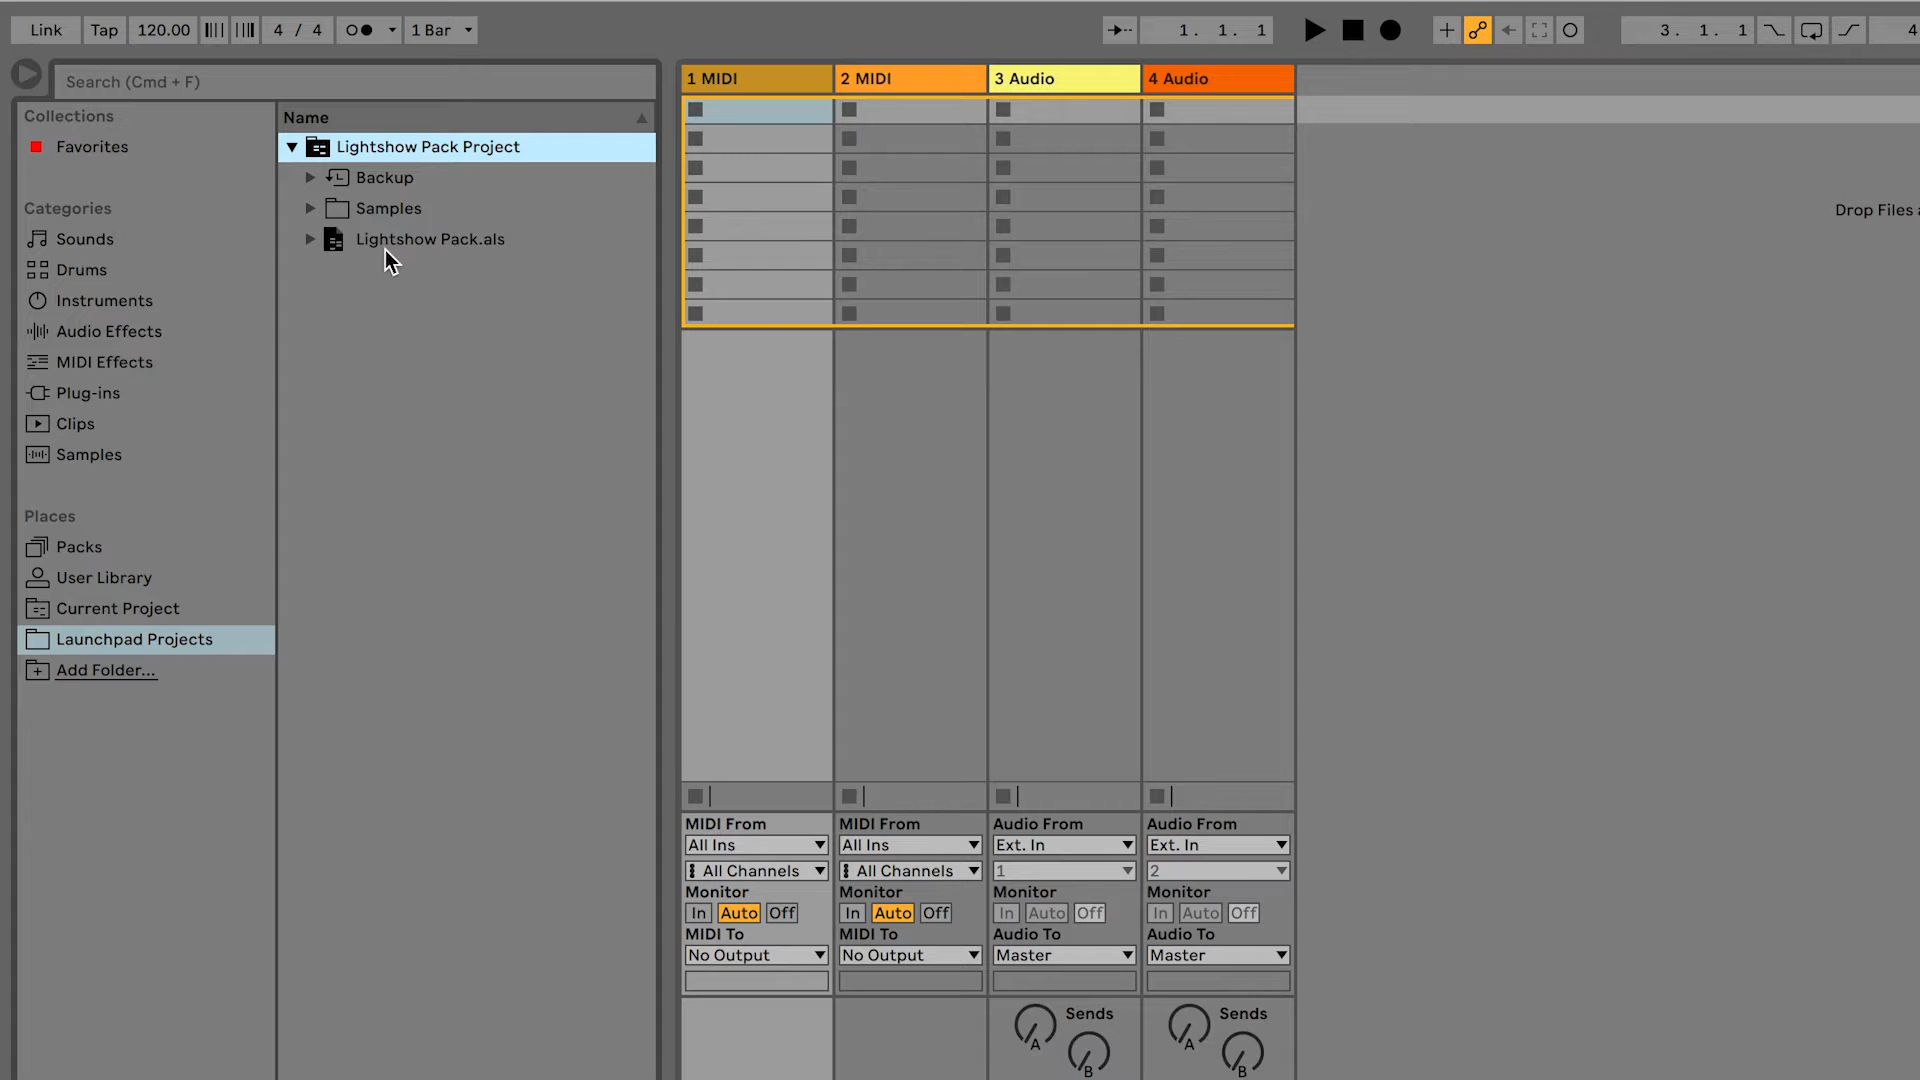 Link Tap 120.00 4 / 4 1 Bar 1. 1. 1 3. 1. 1 4
Search (Cmd + F)
Collections
Favorites
Categories
Sounds
Drums
Instruments
Audio Effects
MIDI Effects
Plug-ins
Clips
Samples
Places
Packs
User Library
Current Project
Launchpad Projects
Add Folder...
Name
Lightshow Pack Project
Backup
Samples
Lightshow Pack.als
1 MIDI 2 MIDI 3 Audio 4 Audio
Drop Files a
MIDI From MIDI From Audio From Audio From
All Ins All Ins Ext. In Ext. In
All Channels All Channels 1 2
Monitor Monitor Monitor Monitor
In Auto Off In Auto Off In Auto Off In Auto Off
MIDI To MIDI To Audio To Audio To
No Output No Output Master Master
Sends Sends
A A
B B